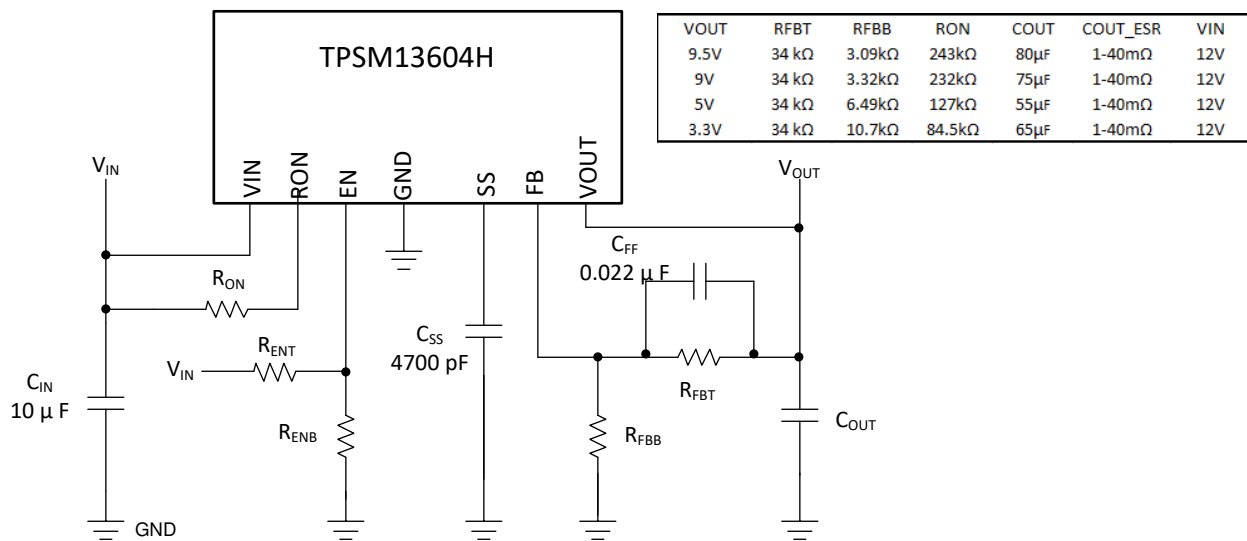 TPSM13604H
VOUT RFBT RFBB RON COUT COUT_ESR VIN
9.5V 34 kΩ 3.09kΩ 243kΩ 80µF 1-40mΩ 12V
9V 34 kΩ 3.32kΩ 232kΩ 75µF 1-40mΩ 12V
5V 34 kΩ 6.49kΩ 127kΩ 55µF 1-40mΩ 12V
3.3V 34 kΩ 10.7kΩ 84.5kΩ 65µF 1-40mΩ 12V
VIN RON EN GND SS FB VOUT
VIN
VOUT
CFF
0.022 µ F
RON
CSS
4700 pF
RENT
VIN
RFBT
CIN
10 µ F
RENB
RFBB
COUT
GND